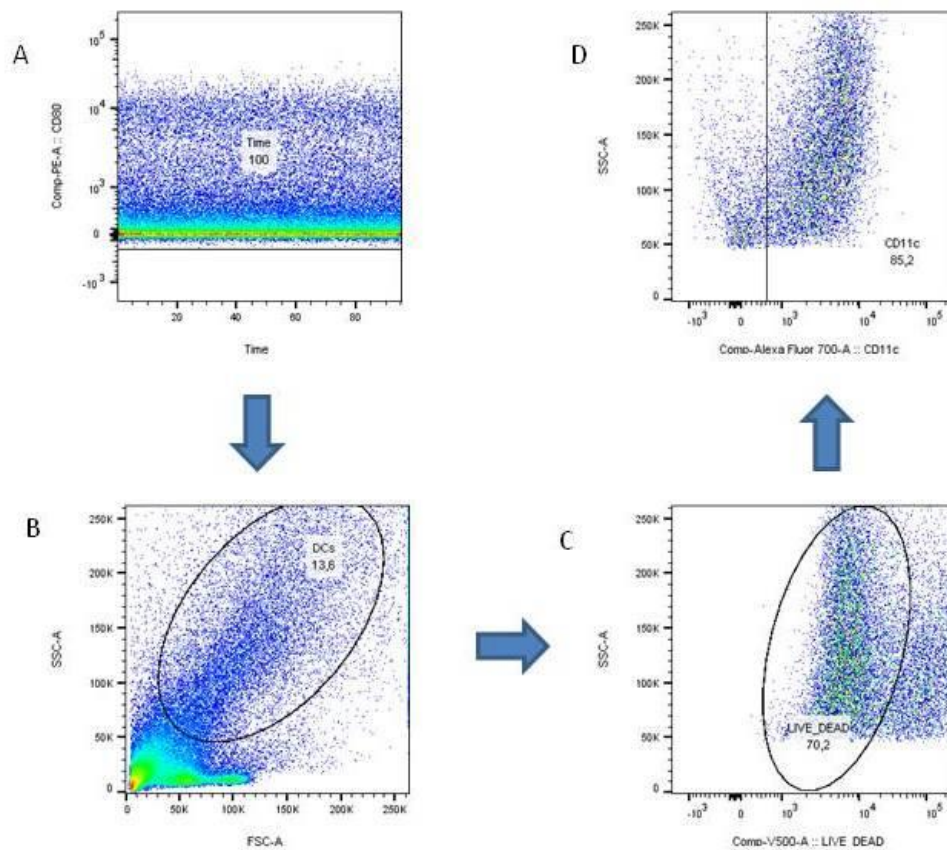 A
Comp-PE-A :: CD80
10^5
10^4
10^3
0
-10^3
Time
100
20
40
60
80
Time
D
SSC-A
250K
200K
150K
100K
50K
0
CD11c
85,2
-10^3
0
10^3
10^4
10^5
Comp-Alexa Fluor 700-A :: CD11c
B
SSC-A
250K
200K
150K
100K
50K
0
DCs
13,6
0
50K
100K
150K
200K
250K
FSC-A
C
SSC-A
250K
200K
150K
100K
50K
0
LIVE_DEAD
70,2
-10^3
0
10^3
10^4
10^5
Comp-V500-A :: LIVE_DEAD